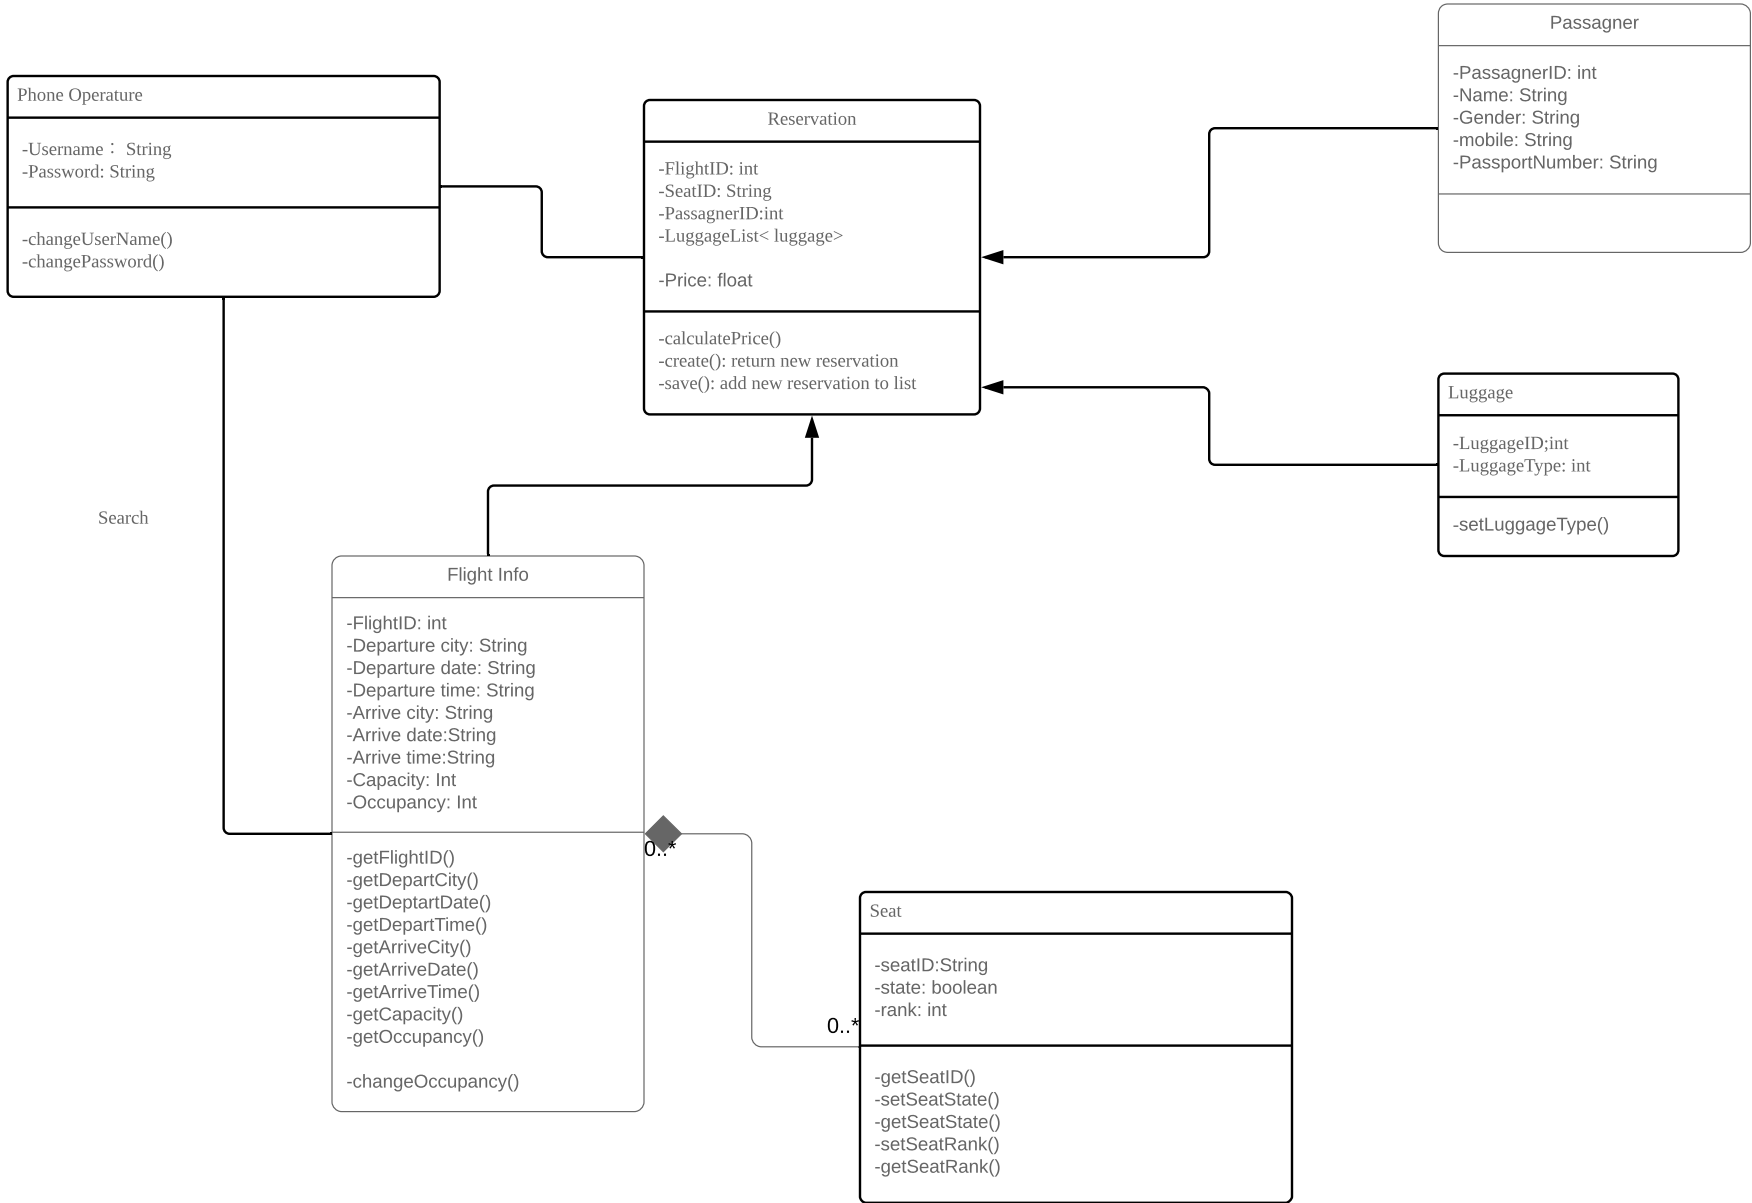 Phone Operature
-Username： String
-Password: String
-changeUserName()
-changePassword()
Reservation
-FlightID: int
-SeatID: String
-PassagnerID:int
-LuggageList< luggage>
-Price: float
-calculatePrice()
-create(): return new reservation
-save(): add new reservation to list
Passagner
-PassagnerID: int
-Name: String
-Gender: String
-mobile: String
-PassportNumber: String
Luggage
-LuggageID;int
-LuggageType: int
-setLuggageType()
Search
Flight Info
-FlightID: int
-Departure city: String
-Departure date: String
-Departure time: String
-Arrive city: String
-Arrive date:String
-Arrive time:String
-Capacity: Int
-Occupancy: Int
-getFlightID()
-getDepartCity()
-getDeptartDate()
-getDepartTime()
-getArriveCity()
-getArriveDate()
-getArriveTime()
-getCapacity()
-getOccupancy()
-changeOccupancy()
0..*
0..*
Seat
-seatID:String
-state: boolean
-rank: int
-getSeatID()
-setSeatState()
-getSeatState()
-setSeatRank()
-getSeatRank()